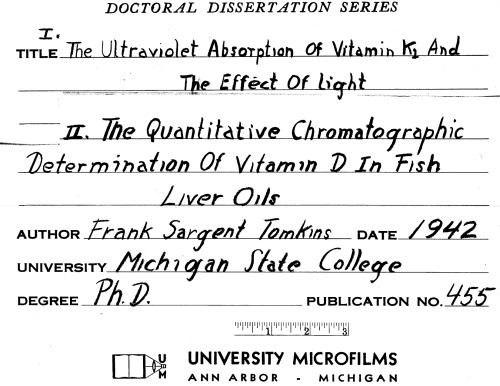 DOCTORAL DISSERTATION SERIES
I.
TITLE The Ultraviolet Absorption Of Vitamin K1 And
The Effect Of light
II. The Quantitative Chromatographic
Determination Of Vitamin D In Fish
Liver Oils
AUTHOR Frank Sargent Tomkins DATE 1942
UNIVERSITY Michigan State College
DEGREE Ph.D. PUBLICATION NO. 455
1 2 3
UM UNIVERSITY MICROFILMS
ANN ARBOR - MICHIGAN